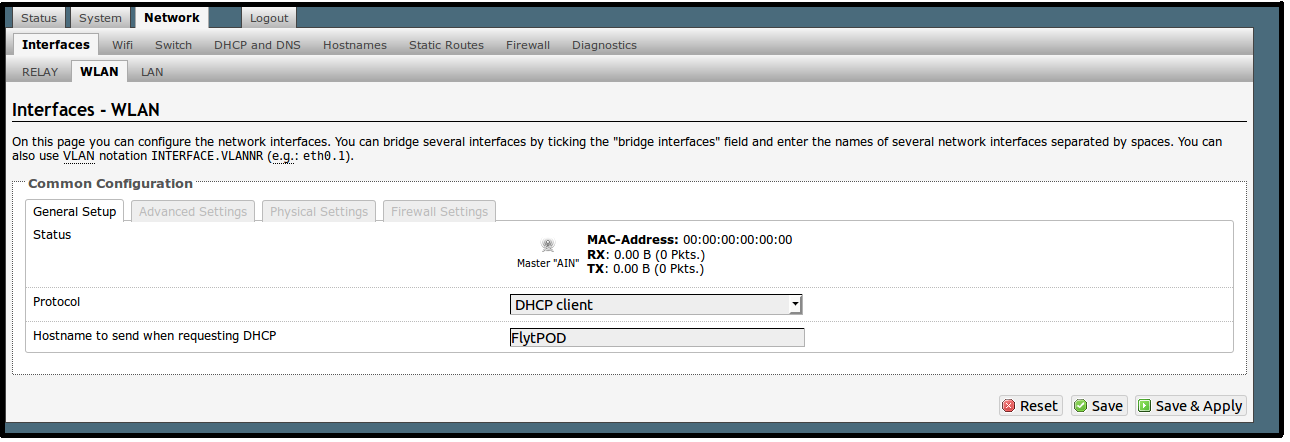 Status System Network Logout
Interfaces Wifi Switch DHCP and DNS Hostnames Static Routes Firewall Diagnostics
RELAY WLAN LAN
Interfaces - WLAN
On this page you can configure the network interfaces. You can bridge several interfaces by ticking the "bridge interfaces" field and enter the names of several network interfaces separated by spaces. You can
also use VLAN notation INTERFACE.VLANNR (e.g.: eth0.1).
Common Configuration
General Setup Advanced Settings Physical Settings Firewall Settings
Status
Master "AIN"
MAC-Address: 00:00:00:00:00:00
RX: 0.00 B (0 Pkts.)
TX: 0.00 B (0 Pkts.)
Protocol DHCP client
Hostname to send when requesting DHCP FlytPOD
Reset Save Save & Apply